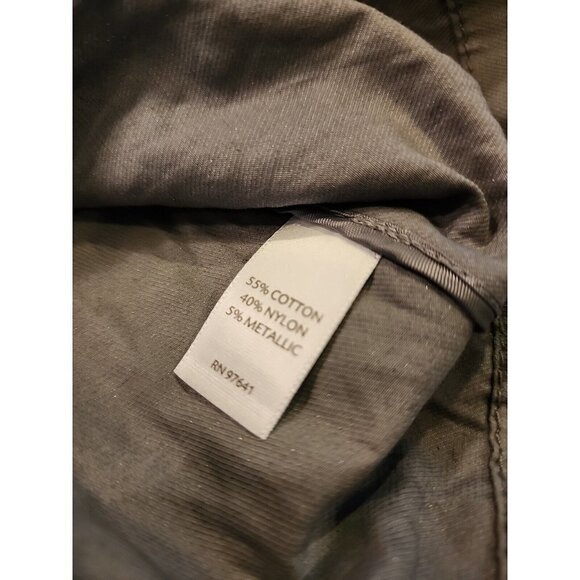 55% COTTON
40% NYLON
5% METALLIC
RN 97641